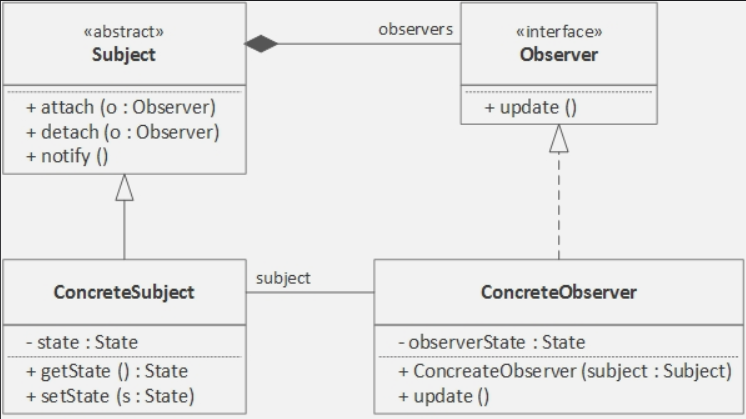 «abstract»
Subject
+ attach (o : Observer)
+ detach (o : Observer)
+ notify ()
observers
«interface»
Observer
+ update ()
ConcreteSubject
- state : State
+ getState () : State
+ setState (s : State)
subject
ConcreteObserver
- observerState : State
+ ConcreateObserver (subject : Subject)
+ update ()